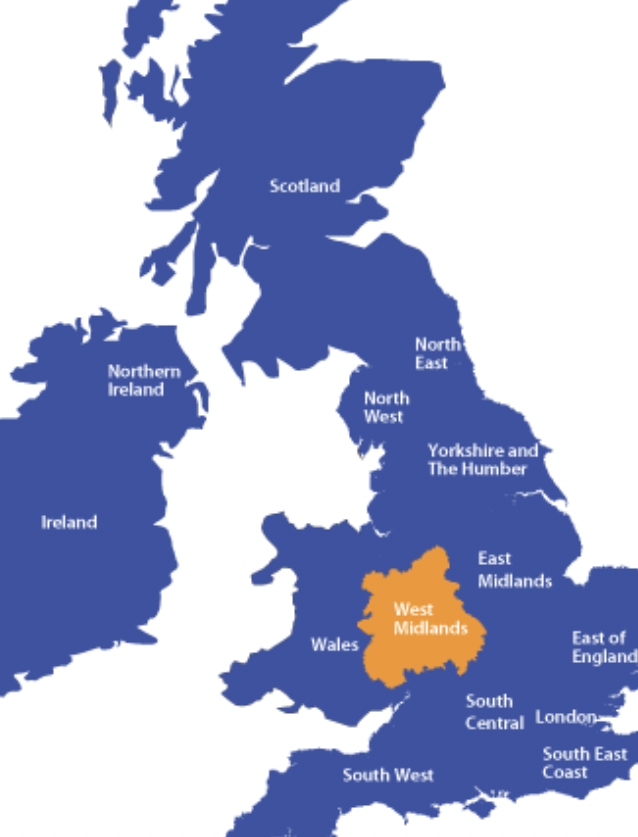 Scotland
North
East
Northern
Ireland
North
West
Yorkshire and
The Humber
Ireland
East
Midlands
West
Midlands
Wales
East of
England
South
Central
London
South East
Coast
South West